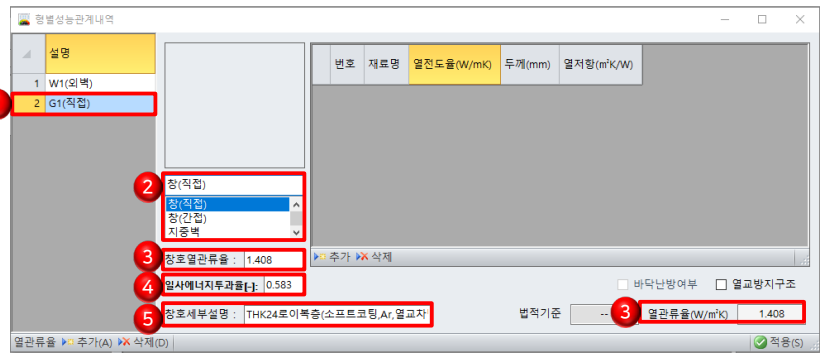 형별성능관계내역
설명
1 W1(외벽)
2 G1(직접)
번호 재료명 열전도율(W/mK) 두께(mm) 열저항(㎡K/W)
2 창(직접)
창(직접)
창(간접)
지중벽
3 창호열관류율 : 1.408
추가 삭제
4 일사에너지투과율[-]: 0.583
바닥난방여부 열교방지구조
5 창호세부설명 : THK24로이복층(소프트코팅,Ar,열교차
법적기준 -- 3 열관류율(W/㎡K) 1.408
열관류율 추가(A) 삭제(D) 적용(S)